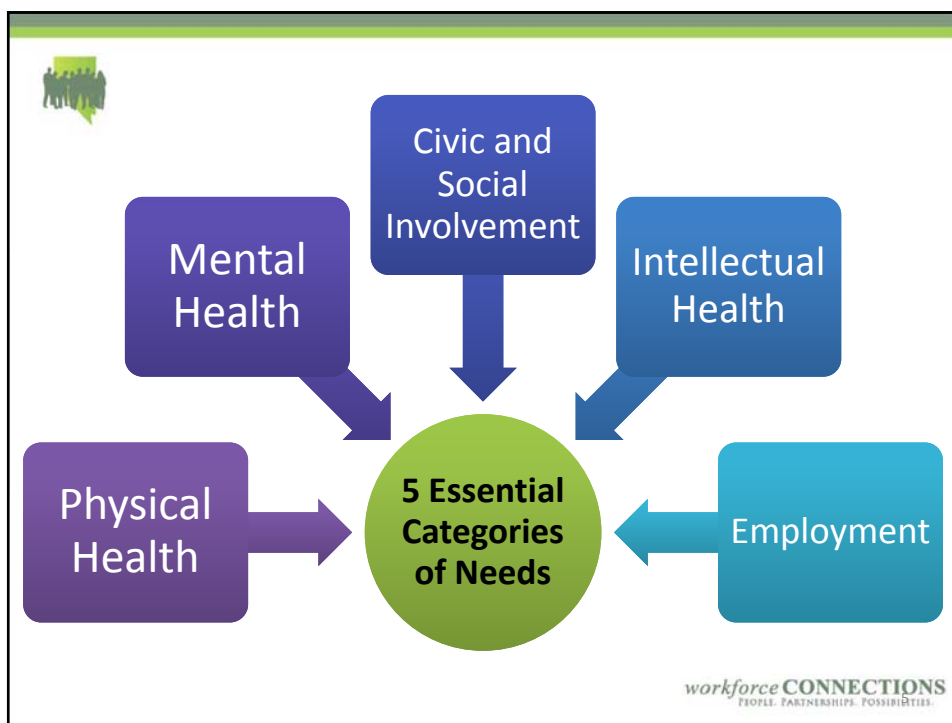 Civic and
Social
Involvement
Mental
Health
Intellectual
Health
Physical
Health
5 Essential
Categories
of Needs
Employment
workforce CONNECTIONS
PEOPLE. PARTNERSHIPS. POSSIBILITIES.
5